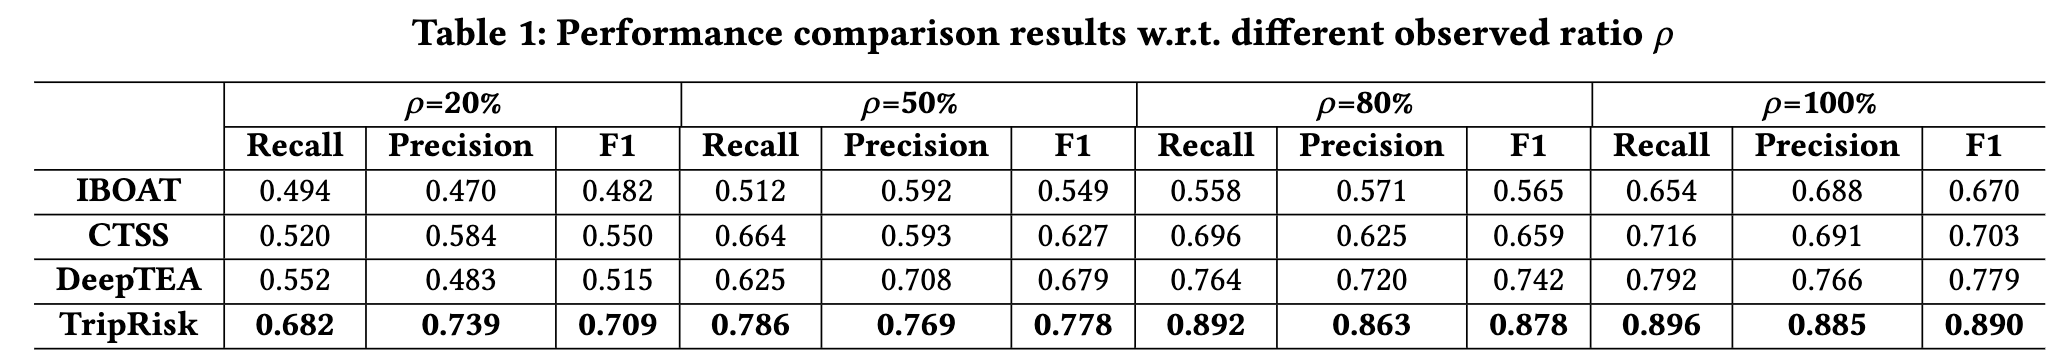 Table 1: Performance comparison results w.r.t. different observed ratio ρ
ρ=20% ρ=50% ρ=80% ρ=100%
Recall Precision F1 Recall Precision F1 Recall Precision F1 Recall Precision F1
IBOAT 0.494 0.470 0.482 0.512 0.592 0.549 0.558 0.571 0.565 0.654 0.688 0.670
CTSS 0.520 0.584 0.550 0.664 0.593 0.627 0.696 0.625 0.659 0.716 0.691 0.703
DeepTEA 0.552 0.483 0.515 0.625 0.708 0.679 0.764 0.720 0.742 0.792 0.766 0.779
TripRisk 0.682 0.739 0.709 0.786 0.769 0.778 0.892 0.863 0.878 0.896 0.885 0.890